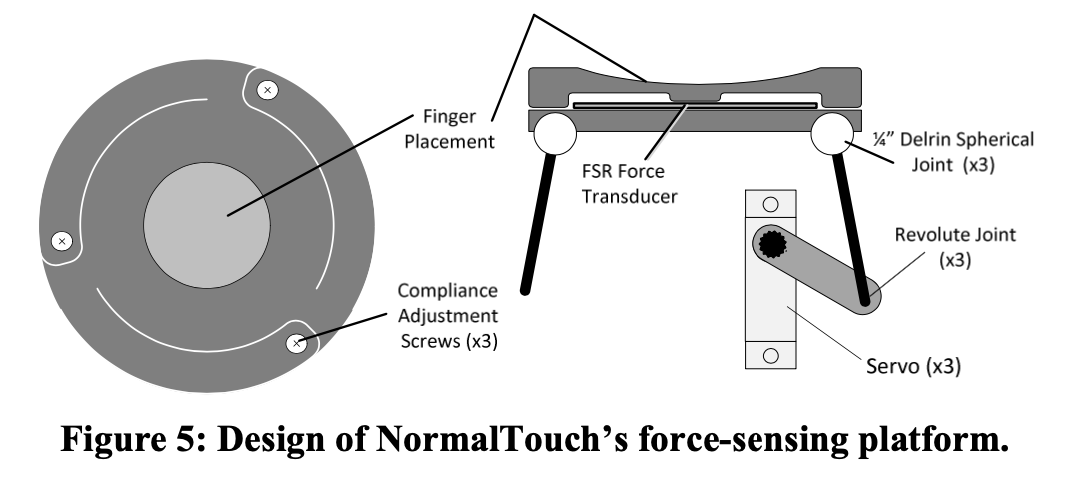 Finger
Placement
FSR Force
Transducer
¼” Delrin Spherical
Joint (x3)
Revolute Joint
(x3)
Compliance
Adjustment
Screws (x3)
Servo (x3)
Figure 5: Design of NormalTouch’s force-sensing platform.